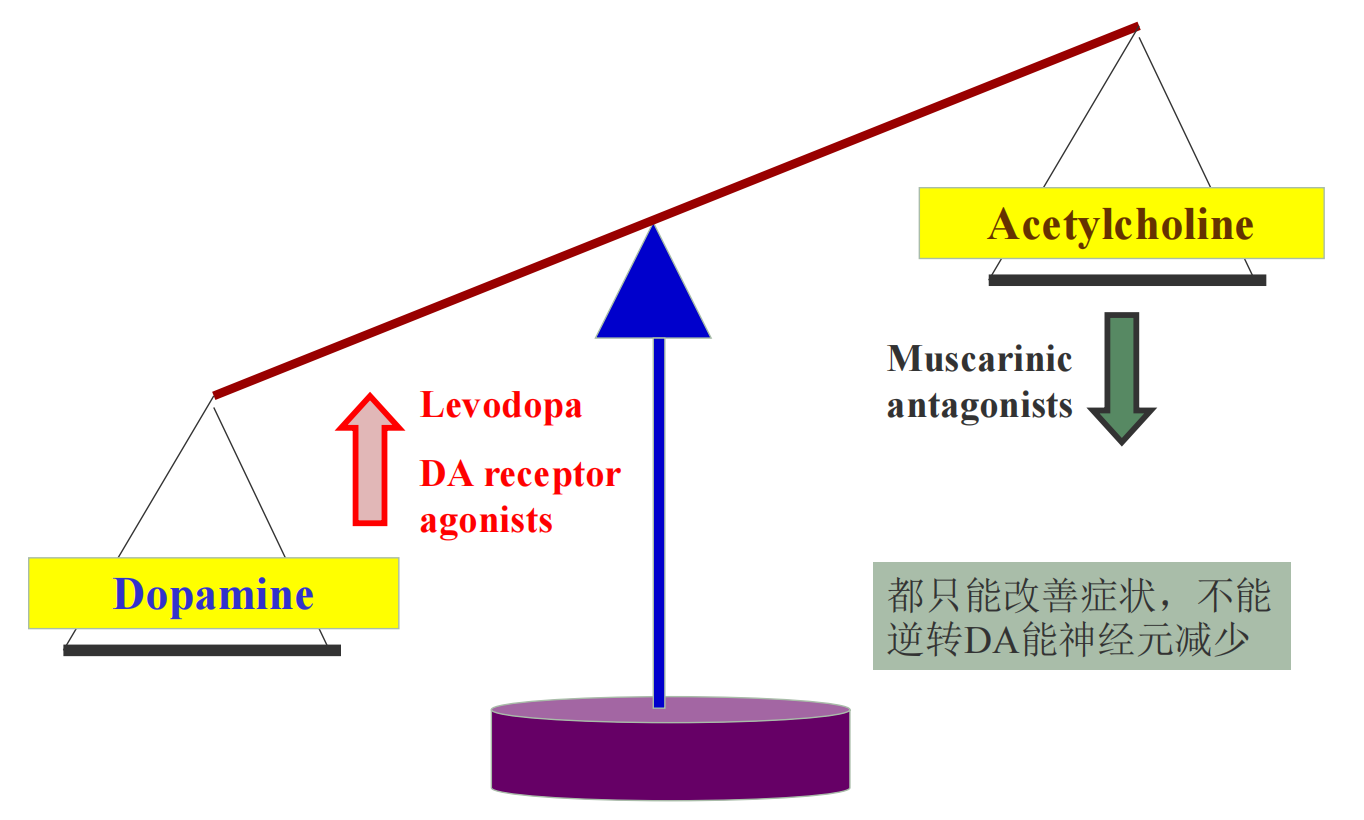 Acetylcholine
Muscarinic
antagonists
Levodopa
DA receptor
agonists
Dopamine
都只能改善症状，不能
逆转DA能神经元减少